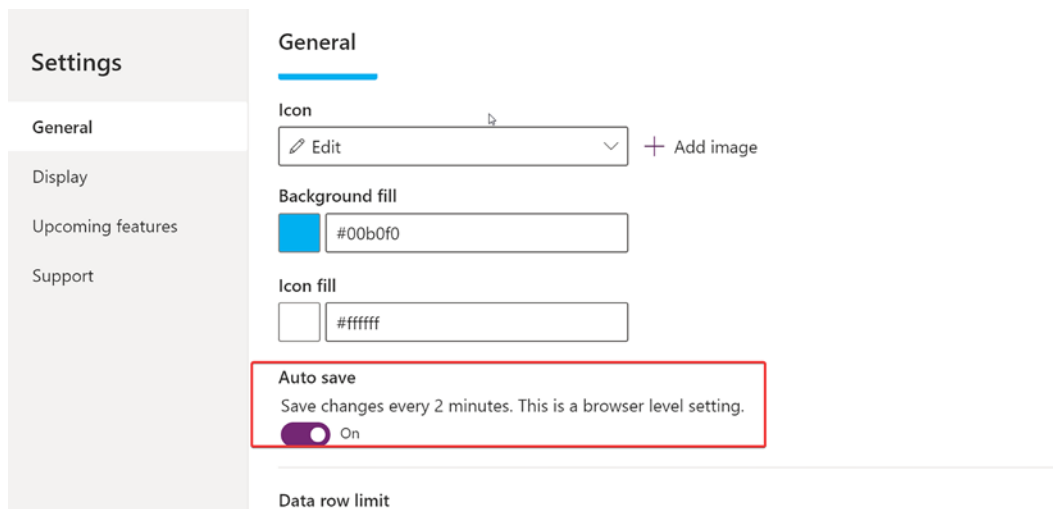 Settings
General
Display
Upcoming features
Support
General
Icon
Edit
Add image
Background fill
#00b0f0
Icon fill
#ffffff
Auto save
Save changes every 2 minutes. This is a browser level setting.
On
Data row limit